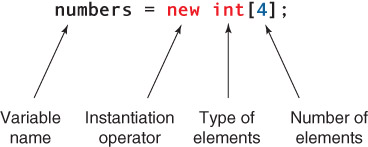 numbers = new int[4];
Variable name
Instantiation operator
Type of elements
Number of elements